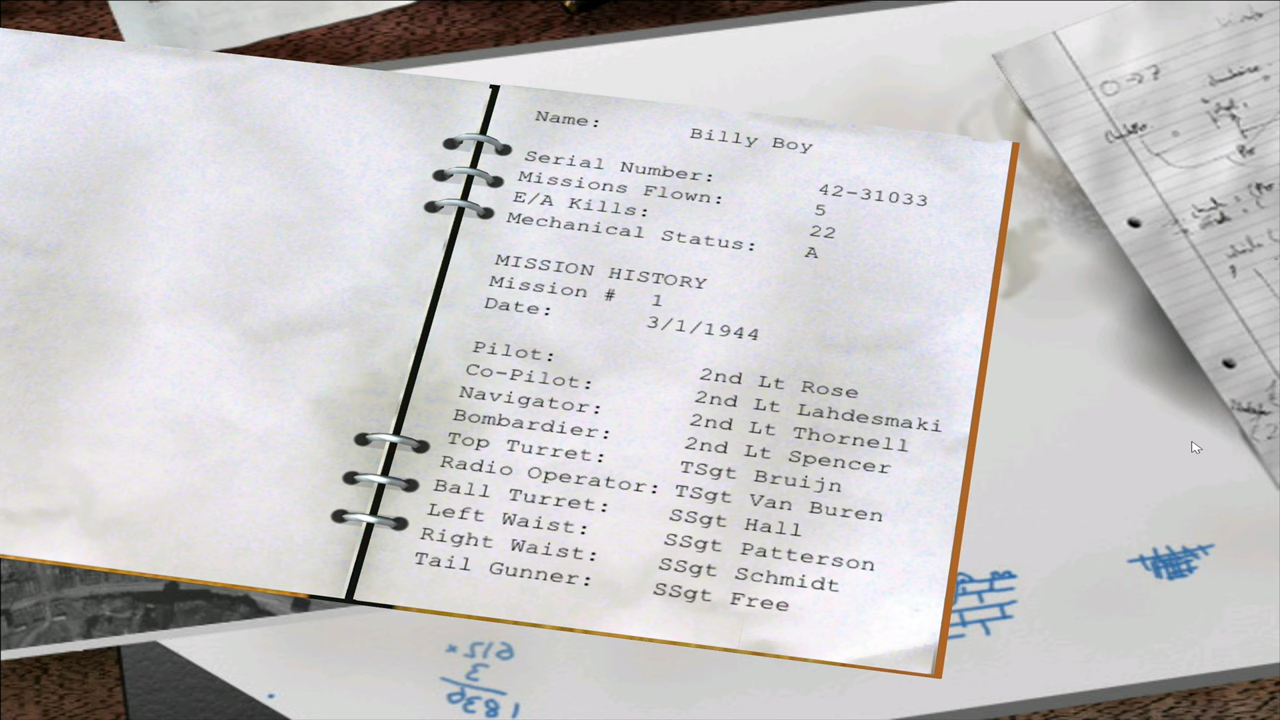 Name: Billy Boy
Serial Number: 42-31033
Missions Flown: 5
E/A Kills: 22
Mechanical Status: A
MISSION HISTORY
Mission # 1
Date: 3/1/1944
Pilot: 2nd Lt Rose
Co-Pilot: 2nd Lt Lahdesmaki
Navigator: 2nd Lt Thornell
Bombardier: 2nd Lt Spencer
Top Turret: TSgt Bruijn
Radio Operator: TSgt Van Buren
Ball Turret: SSgt Hall
Left Waist: SSgt Patterson
Right Waist: SSgt Schmidt
Tail Gunner: SSgt Free